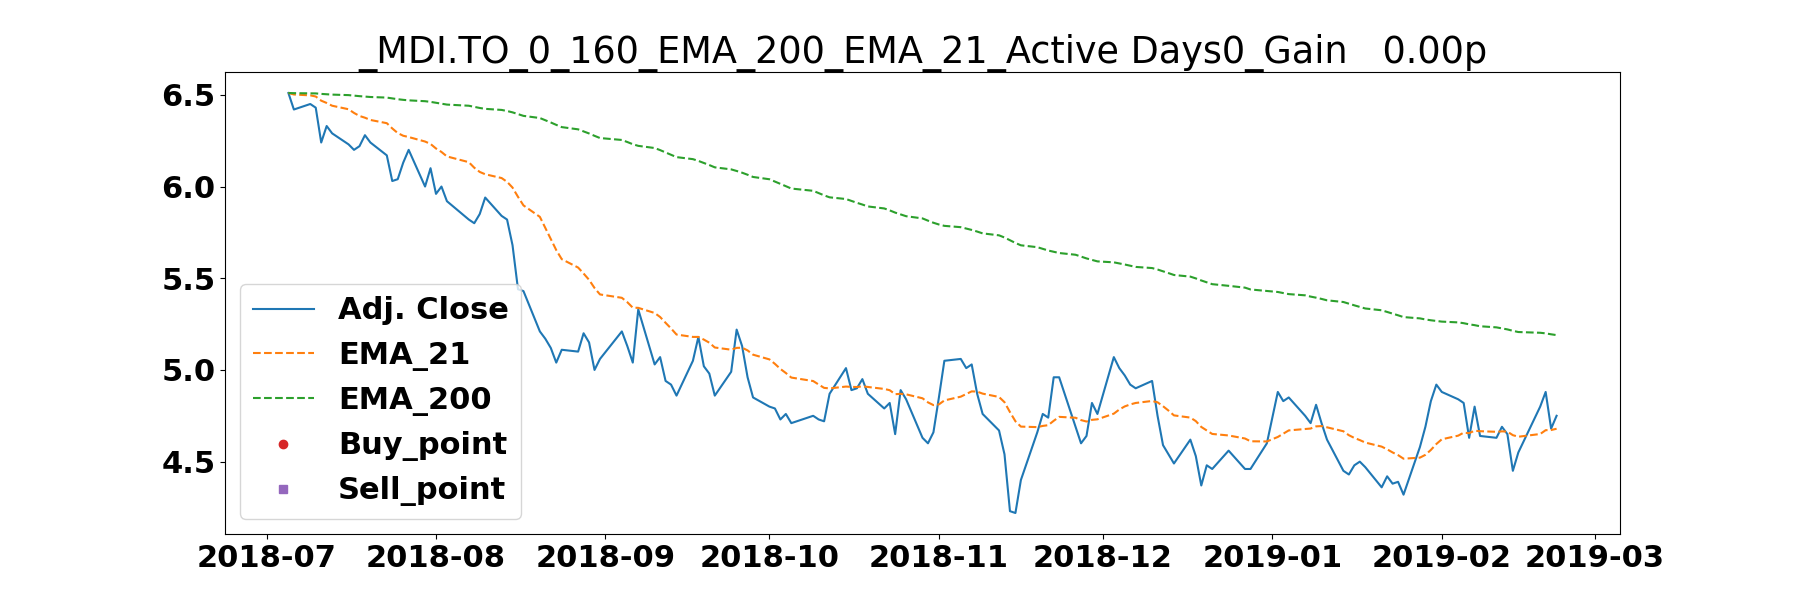 _MDI.TO_0_160_EMA_200_EMA_21_Active Days0_Gain   0.00p
6.5
6.0
5.5
5.0
4.5
Adj. Close
EMA_21
EMA_200
Buy_point
Sell_point
2018-07 2018-08 2018-09 2018-10 2018-11 2018-12 2019-01 2019-02 2019-03